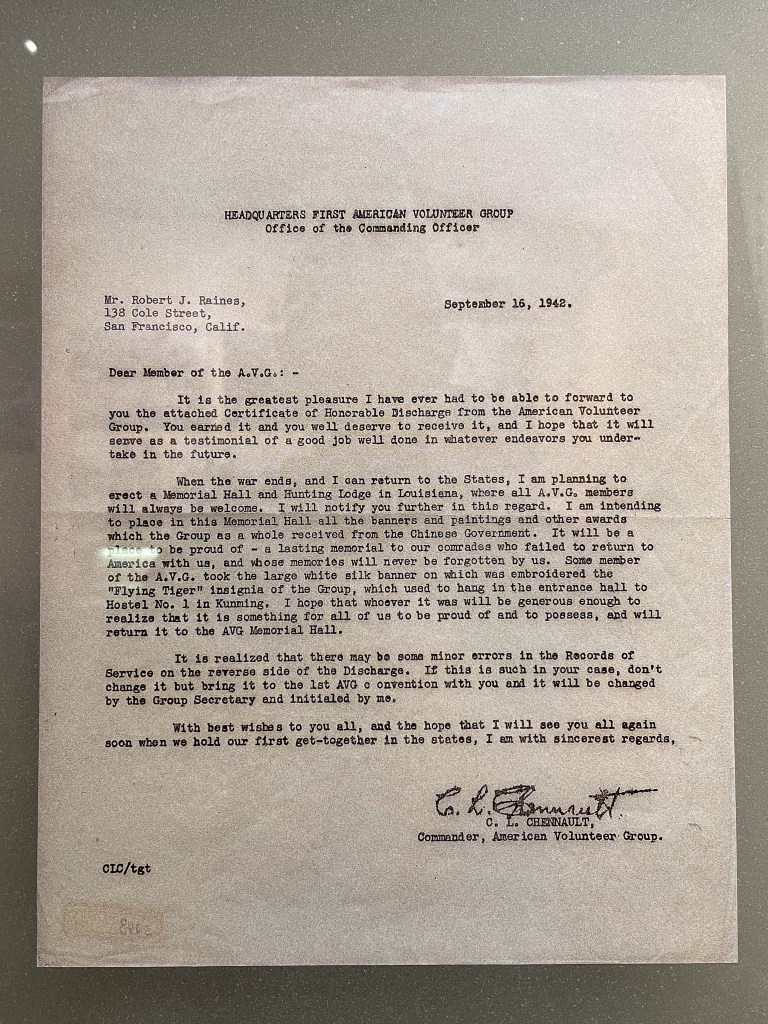 HEADQUARTERS FIRST AMERICAN VOLUNTEER GROUP
Office of the Commanding Officer
Mr. Robert J. Raines,
138 Cole Street,
San Francisco, Calif.
September 16, 1942.
Dear Member of the A.V.G.: -
It is the greatest pleasure I have ever had to be able to forward to
you the attached Certificate of Honorable Discharge from the American Volunteer
Group. You earned it and you well deserve to receive it, and I hope that it will
serve as a testimonial of a good job well done in whatever endeavors you under-
take in the future.
When the war ends, and I can return to the States, I am planning to
erect a Memorial Hall and Hunting Lodge in Louisiana, where all A.V.G. members
will always be welcome. I will notify you further in this regard. I am intending
to place in this Memorial Hall all the banners and paintings and other awards
which the Group as a whole received from the Chinese Government. It will be a
place to be proud of - a lasting memorial to our comrades who failed to return to
America with us, and whose memories will never be forgotten by us. Some member
of the A.V.G. took the large white silk banner on which was embroidered the
"Flying Tiger" insignia of the Group, which used to hang in the entrance hall to
Hostel No. 1 in Kunming. I hope that whoever it was will be generous enough to
realize that it is something for all of us to be proud of and to possess, and will
return it to the AVG Memorial Hall.
It is realized that there may be some minor errors in the Records of
Service on the reverse side of the Discharge. If this is such in your case, don't
change it but bring it to the 1st AVG c onvention with you and it will be changed
by the Group Secretary and initialed by me.
With best wishes to you all, and the hope that I will see you all again
soon when we hold our first get-together in the states, I am with sincerest regards,
C. L. Chennault
C. L. CHENNAULT,
Commander, American Volunteer Group.
CLC/tgt